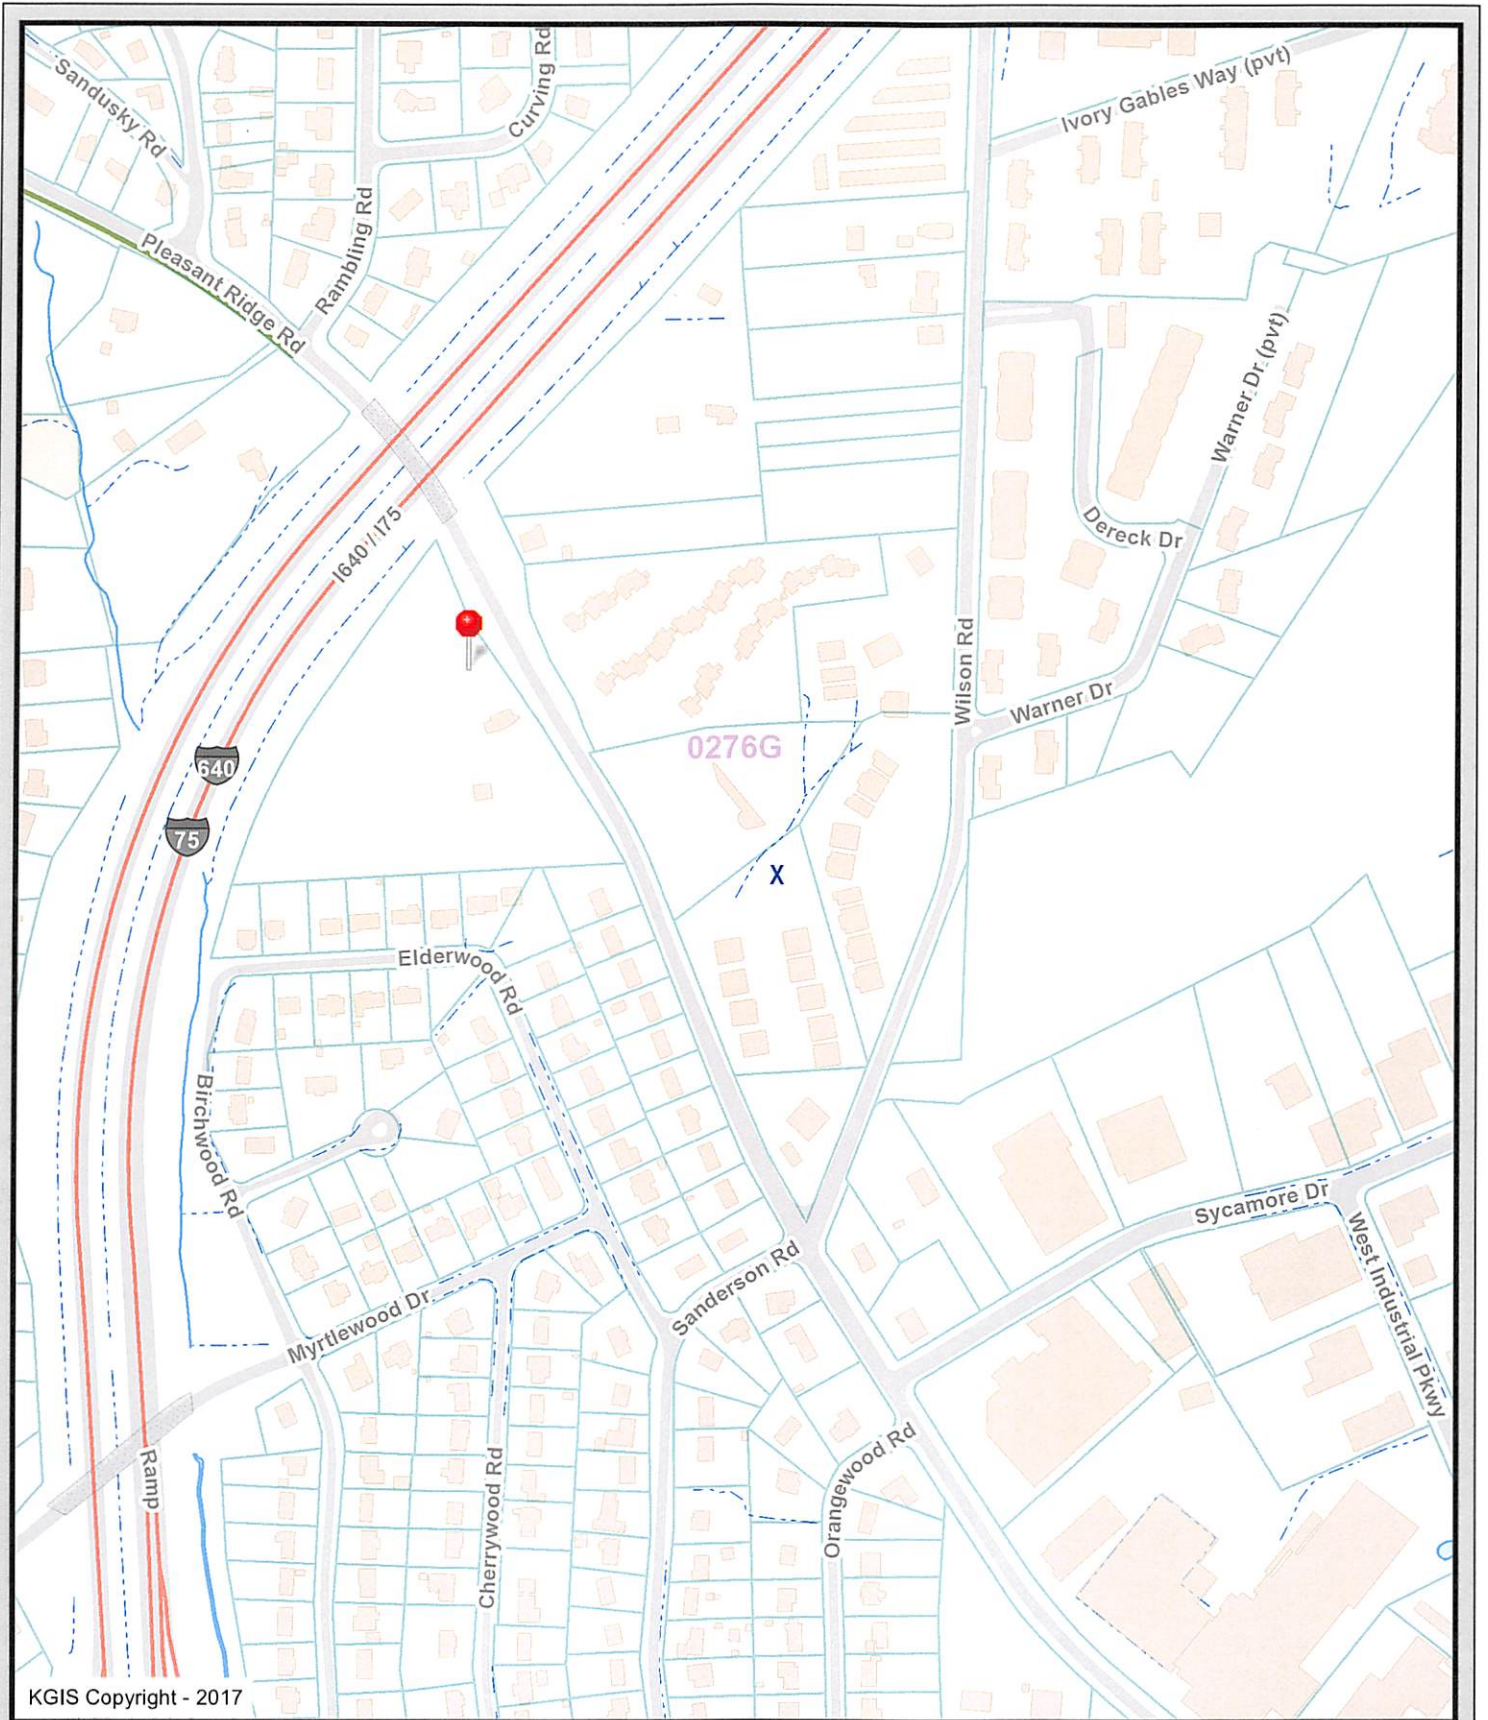 Sandusky Rd
Curving Rd
Ivory Gables Way (pvt)
Rambling Rd
Pleasant Ridge Rd
Warner Dr (pvt)
I640 / I75
Dereck Dr
Wilson Rd
Warner Dr
0276G
640
75
X
Elderwood Rd
Birchwood Rd
Sycamore Dr
West Industrial Pkwy
Sanderson Rd
Myrtlewood Dr
Ramp
Cherrywood Rd
Orangewood Rd
KGIS Copyright - 2017